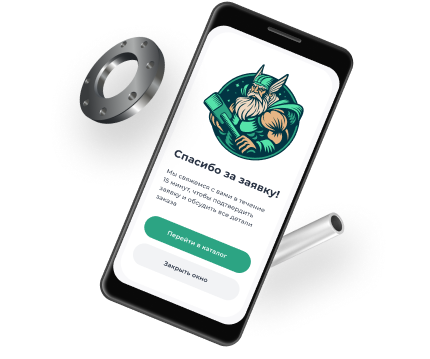 Спасибо за заявку!
Мы свяжемся с вами в течение
15 минут, чтобы подтвердить
заявку и обсудить все детали
заказа
Перейти в каталог
Закрыть окно